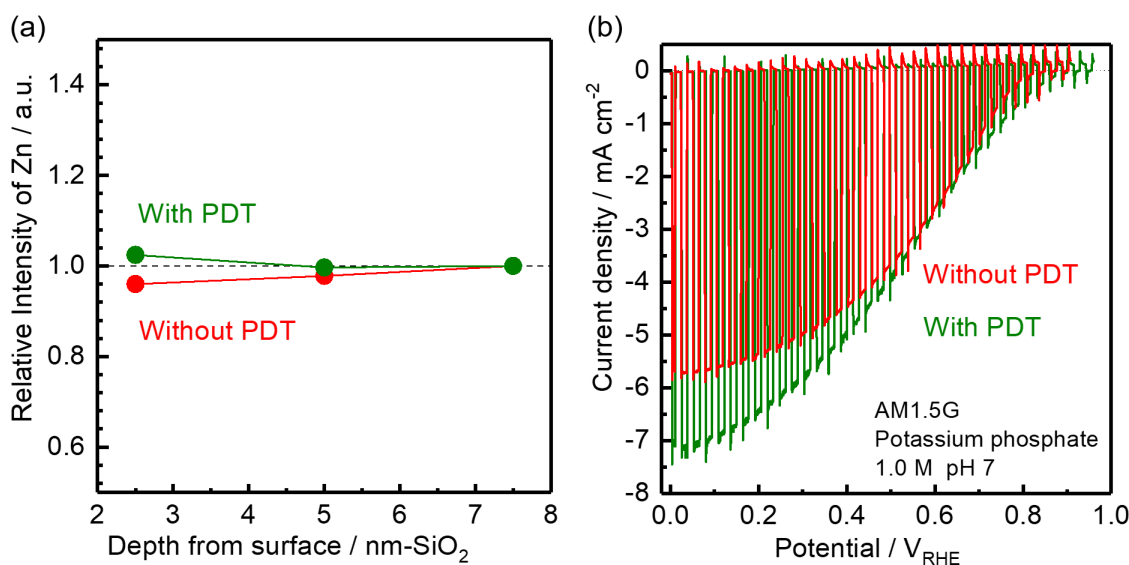 (a)
Relative Intensity of Zn / a.u.
1.4
1.2
1.0
0.8
0.6
With PDT
Without PDT
2 3 4 5 6 7 8
Depth from surface / nm-SiO₂
(b)
Current density / mA cm⁻²
0
-1
-2
-3
-4
-5
-6
-7
-8
Without PDT
With PDT
AM1.5G
Potassium phosphate
1.0 M pH 7
0.0 0.2 0.4 0.6 0.8 1.0
Potential / V_RHE